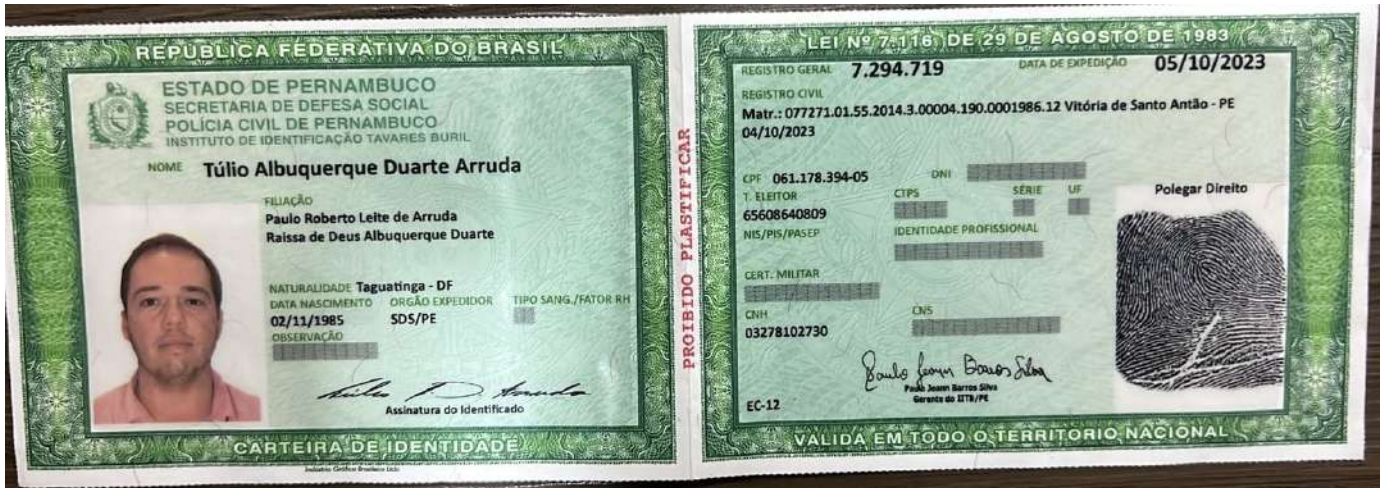 REPÚBLICA FEDERATIVA DO BRASIL
ESTADO DE PERNAMBUCO
SECRETARIA DE DEFESA SOCIAL
POLÍCIA CIVIL DE PERNAMBUCO
INSTITUTO DE IDENTIFICAÇÃO TAVARES BURIL
NOME Túlio Albuquerque Duarte Arruda
FILIAÇÃO
Paulo Roberto Leite de Arruda
Raissa de Deus Albuquerque Duarte
NATURALIDADE Taguatinga - DF
DATA NASCIMENTO ORGÃO EXPEDIDOR TIPO SANG./FATOR RH
02/11/1985 SDS/PE
OBSERVAÇÃO
Assinatura do Identificado
CARTEIRA DE IDENTIDADE
PROIBIDO PLASTIFICAR
LEI Nº 7.116, DE 29 DE AGOSTO DE 1983
REGISTRO GERAL 7.294.719 DATA DE EXPEDIÇÃO 05/10/2023
REGISTRO CIVIL
Matr.: 077271.01.55.2014.3.00004.190.0001986.12 Vitória de Santo Antão - PE
04/10/2023
CPF 061.178.394-05 DNI
T. ELEITOR CTPS SÉRIE UF
65608640809
NIS/PIS/PASEP IDENTIDADE PROFISSIONAL
CERT. MILITAR
CNH CNS
03278102730
Polegar Direito
Paulo Jeann Barros Silva
Paulo Jeann Barros Silva
Gerente do IITB/PE
EC-12
VALIDA EM TODO O TERRITORIO NACIONAL